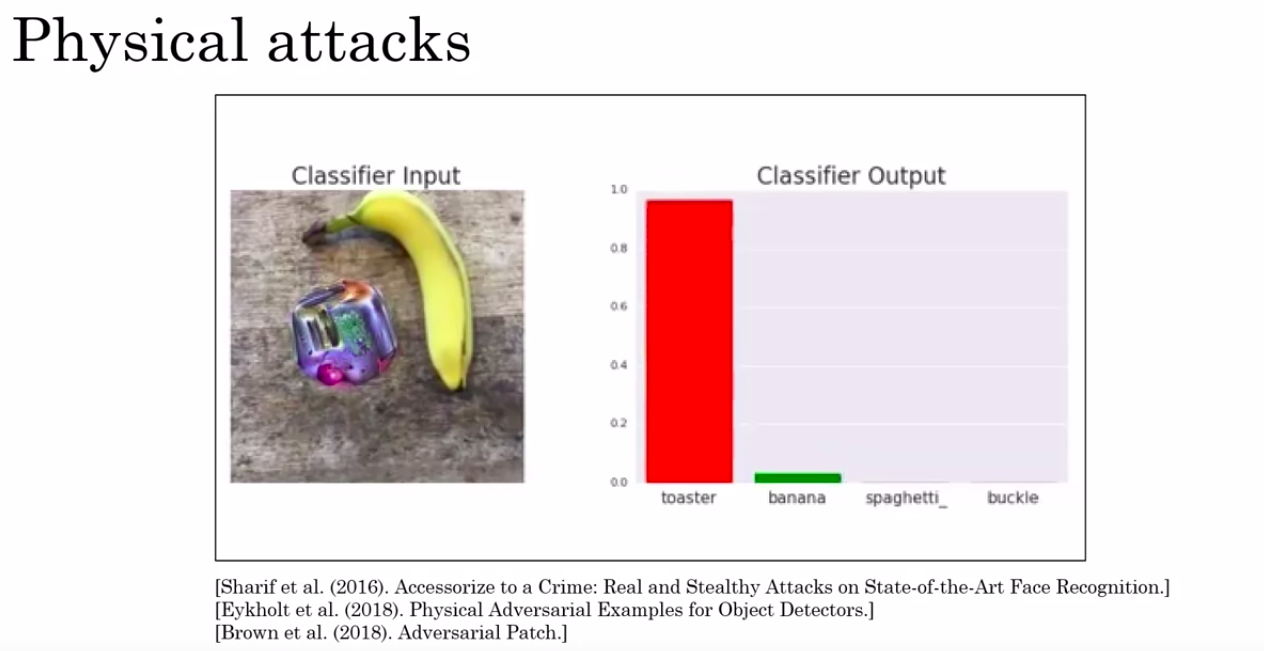 Physical attacks
Classifier Input
Classifier Output
1.0
0.8
0.6
0.4
0.2
0.0
toaster banana spaghetti_ buckle
[Sharif et al. (2016). Accessorize to a Crime: Real and Stealthy Attacks on State-of-the-Art Face Recognition.]
[Eykholt et al. (2018). Physical Adversarial Examples for Object Detectors.]
[Brown et al. (2018). Adversarial Patch.]